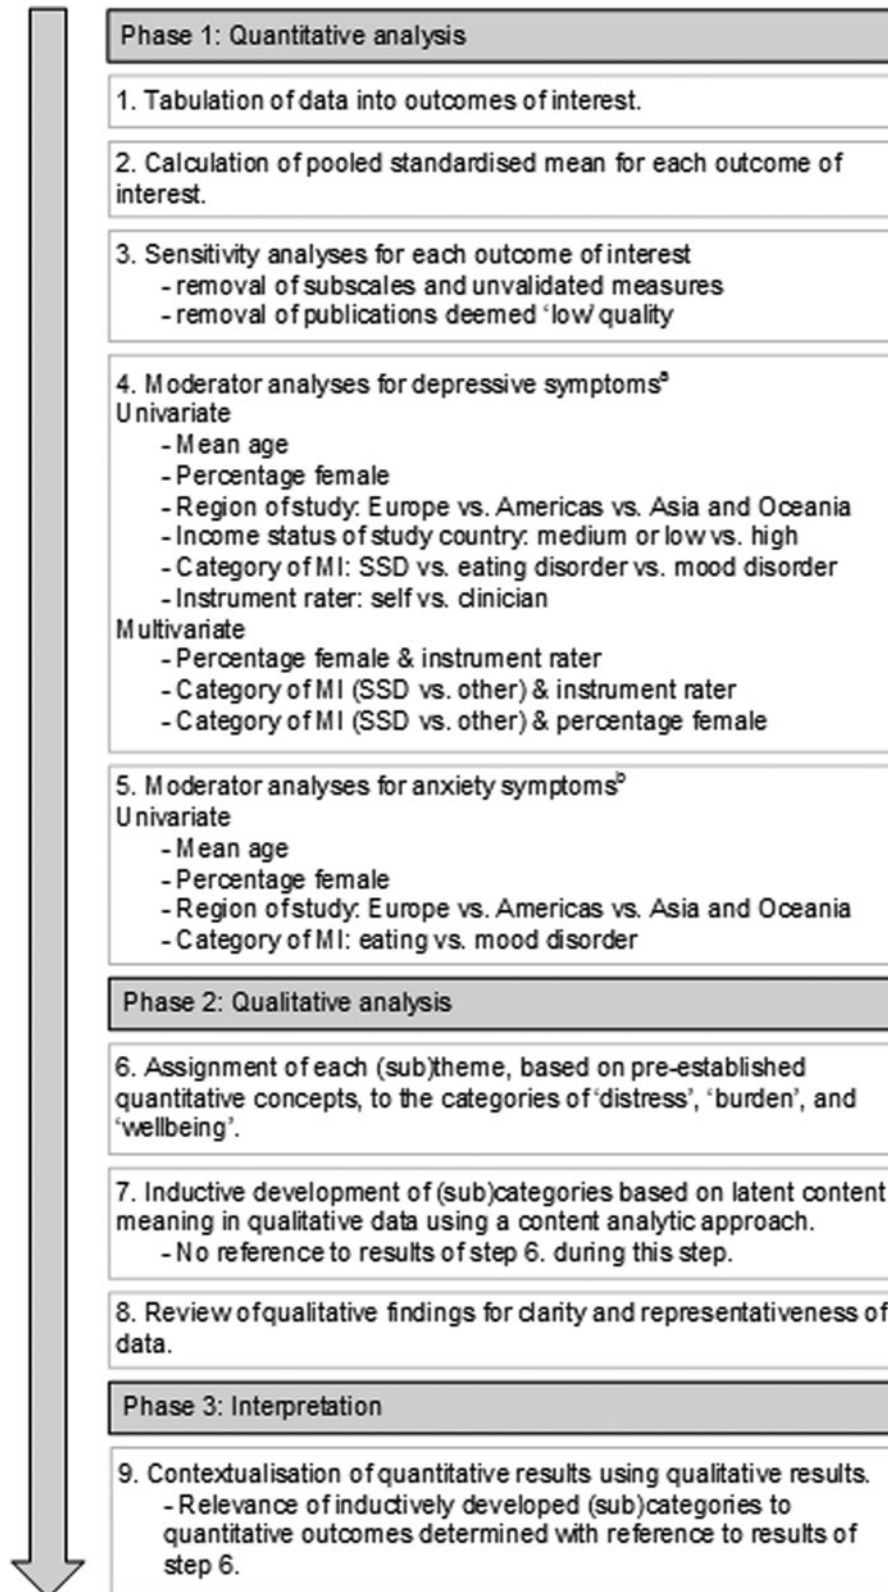 Phase 1: Quantitative analysis
1. Tabulation of data into outcomes of interest.
2. Calculation of pooled standardised mean for each outcome of
interest.
3. Sensitivity analyses for each outcome of interest
- removal of subscales and unvalidated measures
- removal of publications deemed ‘low’ quality
4. Moderator analyses for depressive symptomsᵃ
Univariate
- Mean age
- Percentage female
- Region of study: Europe vs. Americas vs. Asia and Oceania
- Income status of study country: medium or low vs. high
- Category of MI: SSD vs. eating disorder vs. mood disorder
- Instrument rater: self vs. clinician
Multivariate
- Percentage female & instrument rater
- Category of MI (SSD vs. other) & instrument rater
- Category of MI (SSD vs. other) & percentage female
5. Moderator analyses for anxiety symptomsᵇ
Univariate
- Mean age
- Percentage female
- Region of study: Europe vs. Americas vs. Asia and Oceania
- Category of MI: eating vs. mood disorder
Phase 2: Qualitative analysis
6. Assignment of each (sub)theme, based on pre-established
quantitative concepts, to the categories of ‘distress’, ‘burden’, and
‘wellbeing’.
7. Inductive development of (sub)categories based on latent content
meaning in qualitative data using a content analytic approach.
- No reference to results of step 6. during this step.
8. Review of qualitative findings for clarity and representativeness of
data.
Phase 3: Interpretation
9. Contextualisation of quantitative results using qualitative results.
- Relevance of inductively developed (sub)categories to
quantitative outcomes determined with reference to results of
step 6.